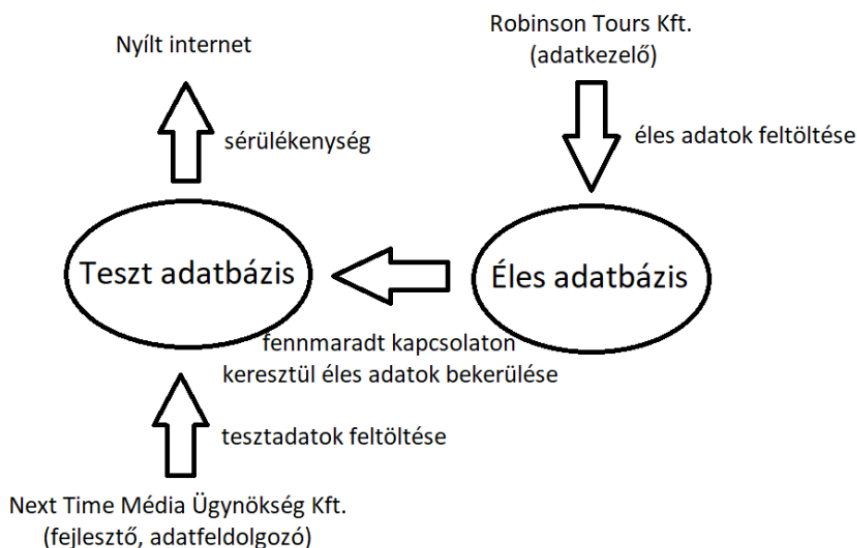 Nyílt internet
Robinson Tours Kft.
(adatkezelő)
sérülékenység
éles adatok feltöltése
Teszt adatbázis
Éles adatbázis
fennmaradt kapcsolaton
keresztül éles adatok bekerülése
tesztadatok feltöltése
Next Time Média Ügynökség Kft.
(fejlesztő, adatfeldolgozó)